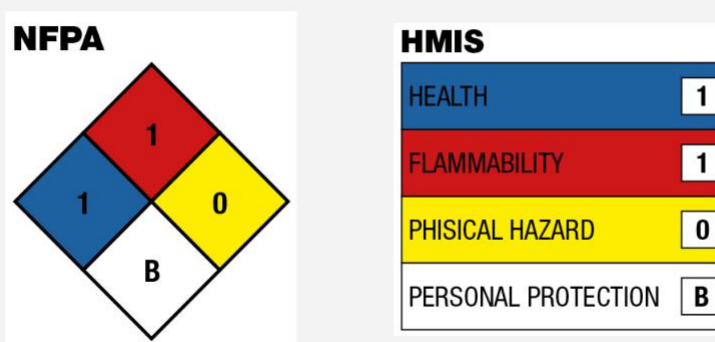 NFPA
1
1
0
B
HMIS
HEALTH 1
FLAMMABILITY 1
PHISICAL HAZARD 0
PERSONAL PROTECTION B